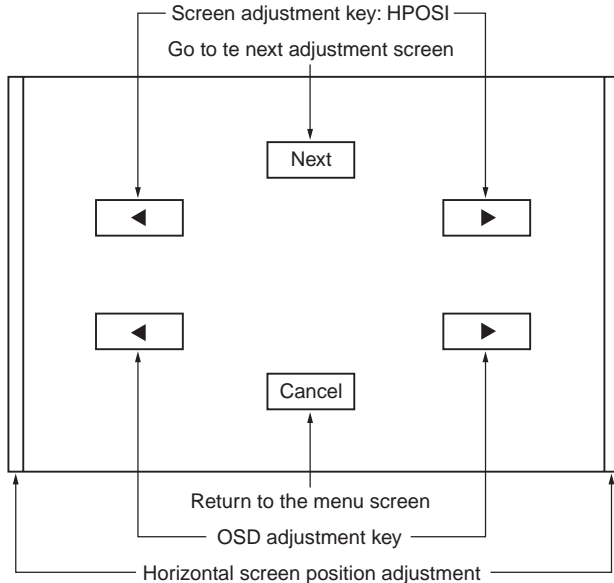 Screen adjustment key: HPOSI
Go to te next adjustment screen
Next
◀ ▶
◀ ▶
Cancel
Return to the menu screen
OSD adjustment key
Horizontal screen position adjustment